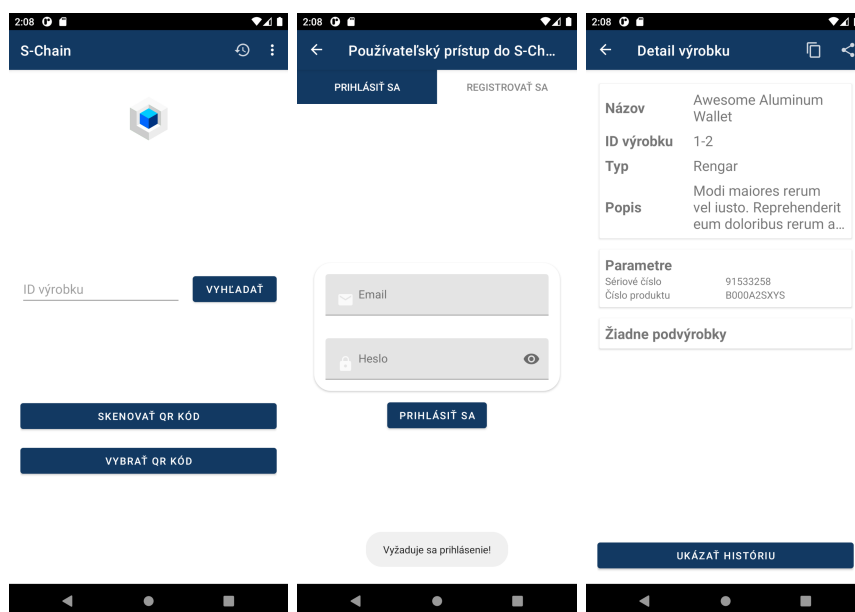 2:08
S-Chain
ID výrobku
VYHĽADAŤ
SKENOVAŤ QR KÓD
VYBRAŤ QR KÓD
2:08
Používateľský prístup do S-Ch...
PRIHLÁSIŤ SA
REGISTROVAŤ SA
Email
Heslo
PRIHLÁSIŤ SA
Vyžaduje sa prihlásenie!
2:08
Detail výrobku
Názov Awesome Aluminum
Wallet
ID výrobku 1-2
Typ Rengar
Popis Modi maiores rerum
vel iusto. Reprehenderit
eum doloribus rerum a...
Parametre
Sériové číslo 91533258
Číslo produktu B000A2SXYS
Žiadne podvýrobky
UKÁZAŤ HISTÓRIU